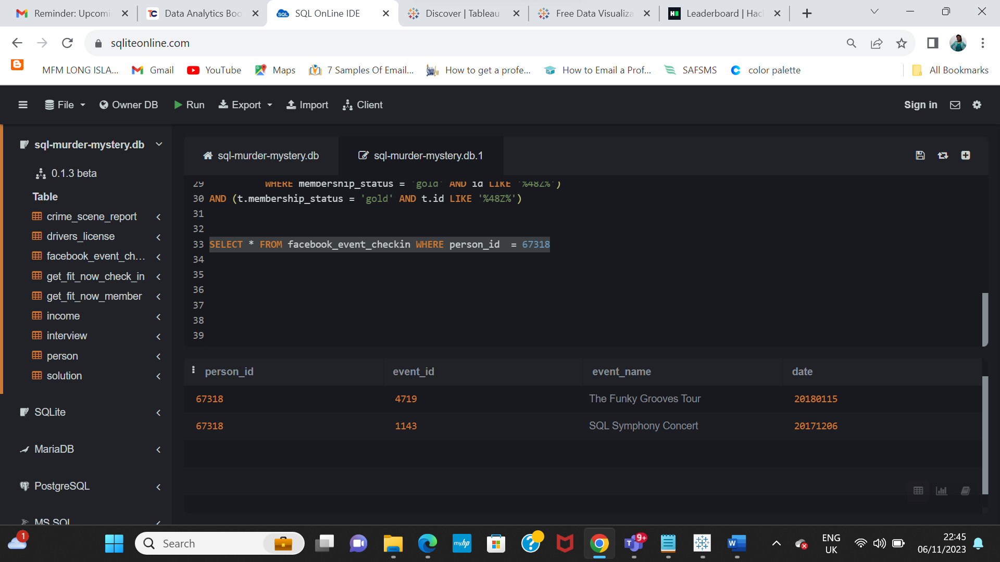 Reminder: Upcomi
Data Analytics Boo
SQL OnLine IDE
Discover | Tableau
Free Data Visualiza
Leaderboard | Hac
sqliteonline.com
MFM LONG ISLA...
Gmail
YouTube
Maps
7 Samples Of Email...
How to get a profe...
How to Email a Prof...
SAFSMS
color palette
All Bookmarks
File
Owner DB
Run
Export
Import
Client
Sign in
sql-murder-mystery.db
0.1.3 beta
Table
crime_scene_report
drivers_license
facebook_event_ch...
get_fit_now_check_in
get_fit_now_member
income
interview
person
solution
SQLite
MariaDB
PostgreSQL
MS SQL
sql-murder-mystery.db
sql-murder-mystery.db.1
29 WHERE membership_status = 'gold' AND id LIKE '%48Z%')
30 AND (t.membership_status = 'gold' AND t.id LIKE '%48Z%')
31
32
33 SELECT * FROM facebook_event_checkin WHERE person_id  = 67318
34
35
36
37
38
39
person_id event_id event_name date
67318 4719 The Funky Grooves Tour 20180115
67318 1143 SQL Symphony Concert 20171206
1
Search
myhp
9+
ENG
UK
22:45
06/11/2023